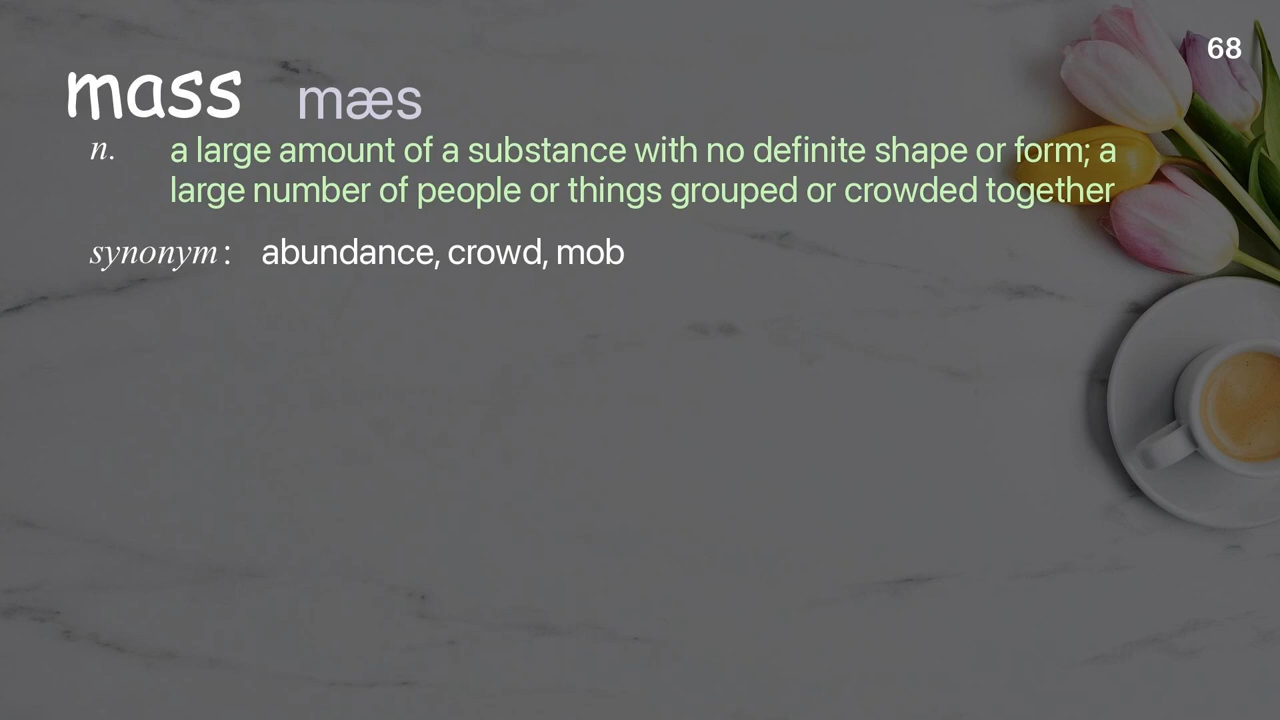 68
mass mæs
n. a large amount of a substance with no definite shape or form; a
large number of people or things grouped or crowded together
synonym: abundance, crowd, mob